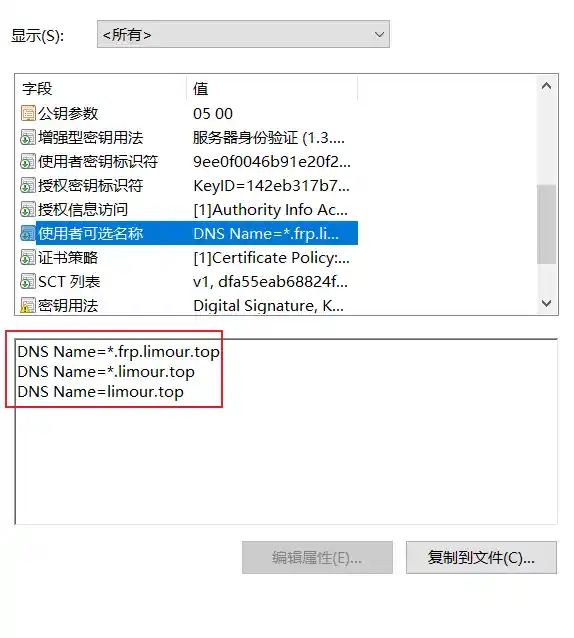 显示(S):
<所有>
字段 值
公钥参数 05 00
增强型密钥用法 服务器身份验证 (1.3....
使用者密钥标识符 9ee0f0046b91e20f2...
授权密钥标识符 KeyID=142eb317b7...
授权信息访问 [1]Authority Info Ac...
使用者可选名称 DNS Name=*.frp.li...
证书策略 [1]Certificate Policy:...
SCT 列表 v1, dfa55eab68824f...
密钥用法 Digital Signature, K...
DNS Name=*.frp.limour.top
DNS Name=*.limour.top
DNS Name=limour.top
编辑属性(E)... 复制到文件(C)...